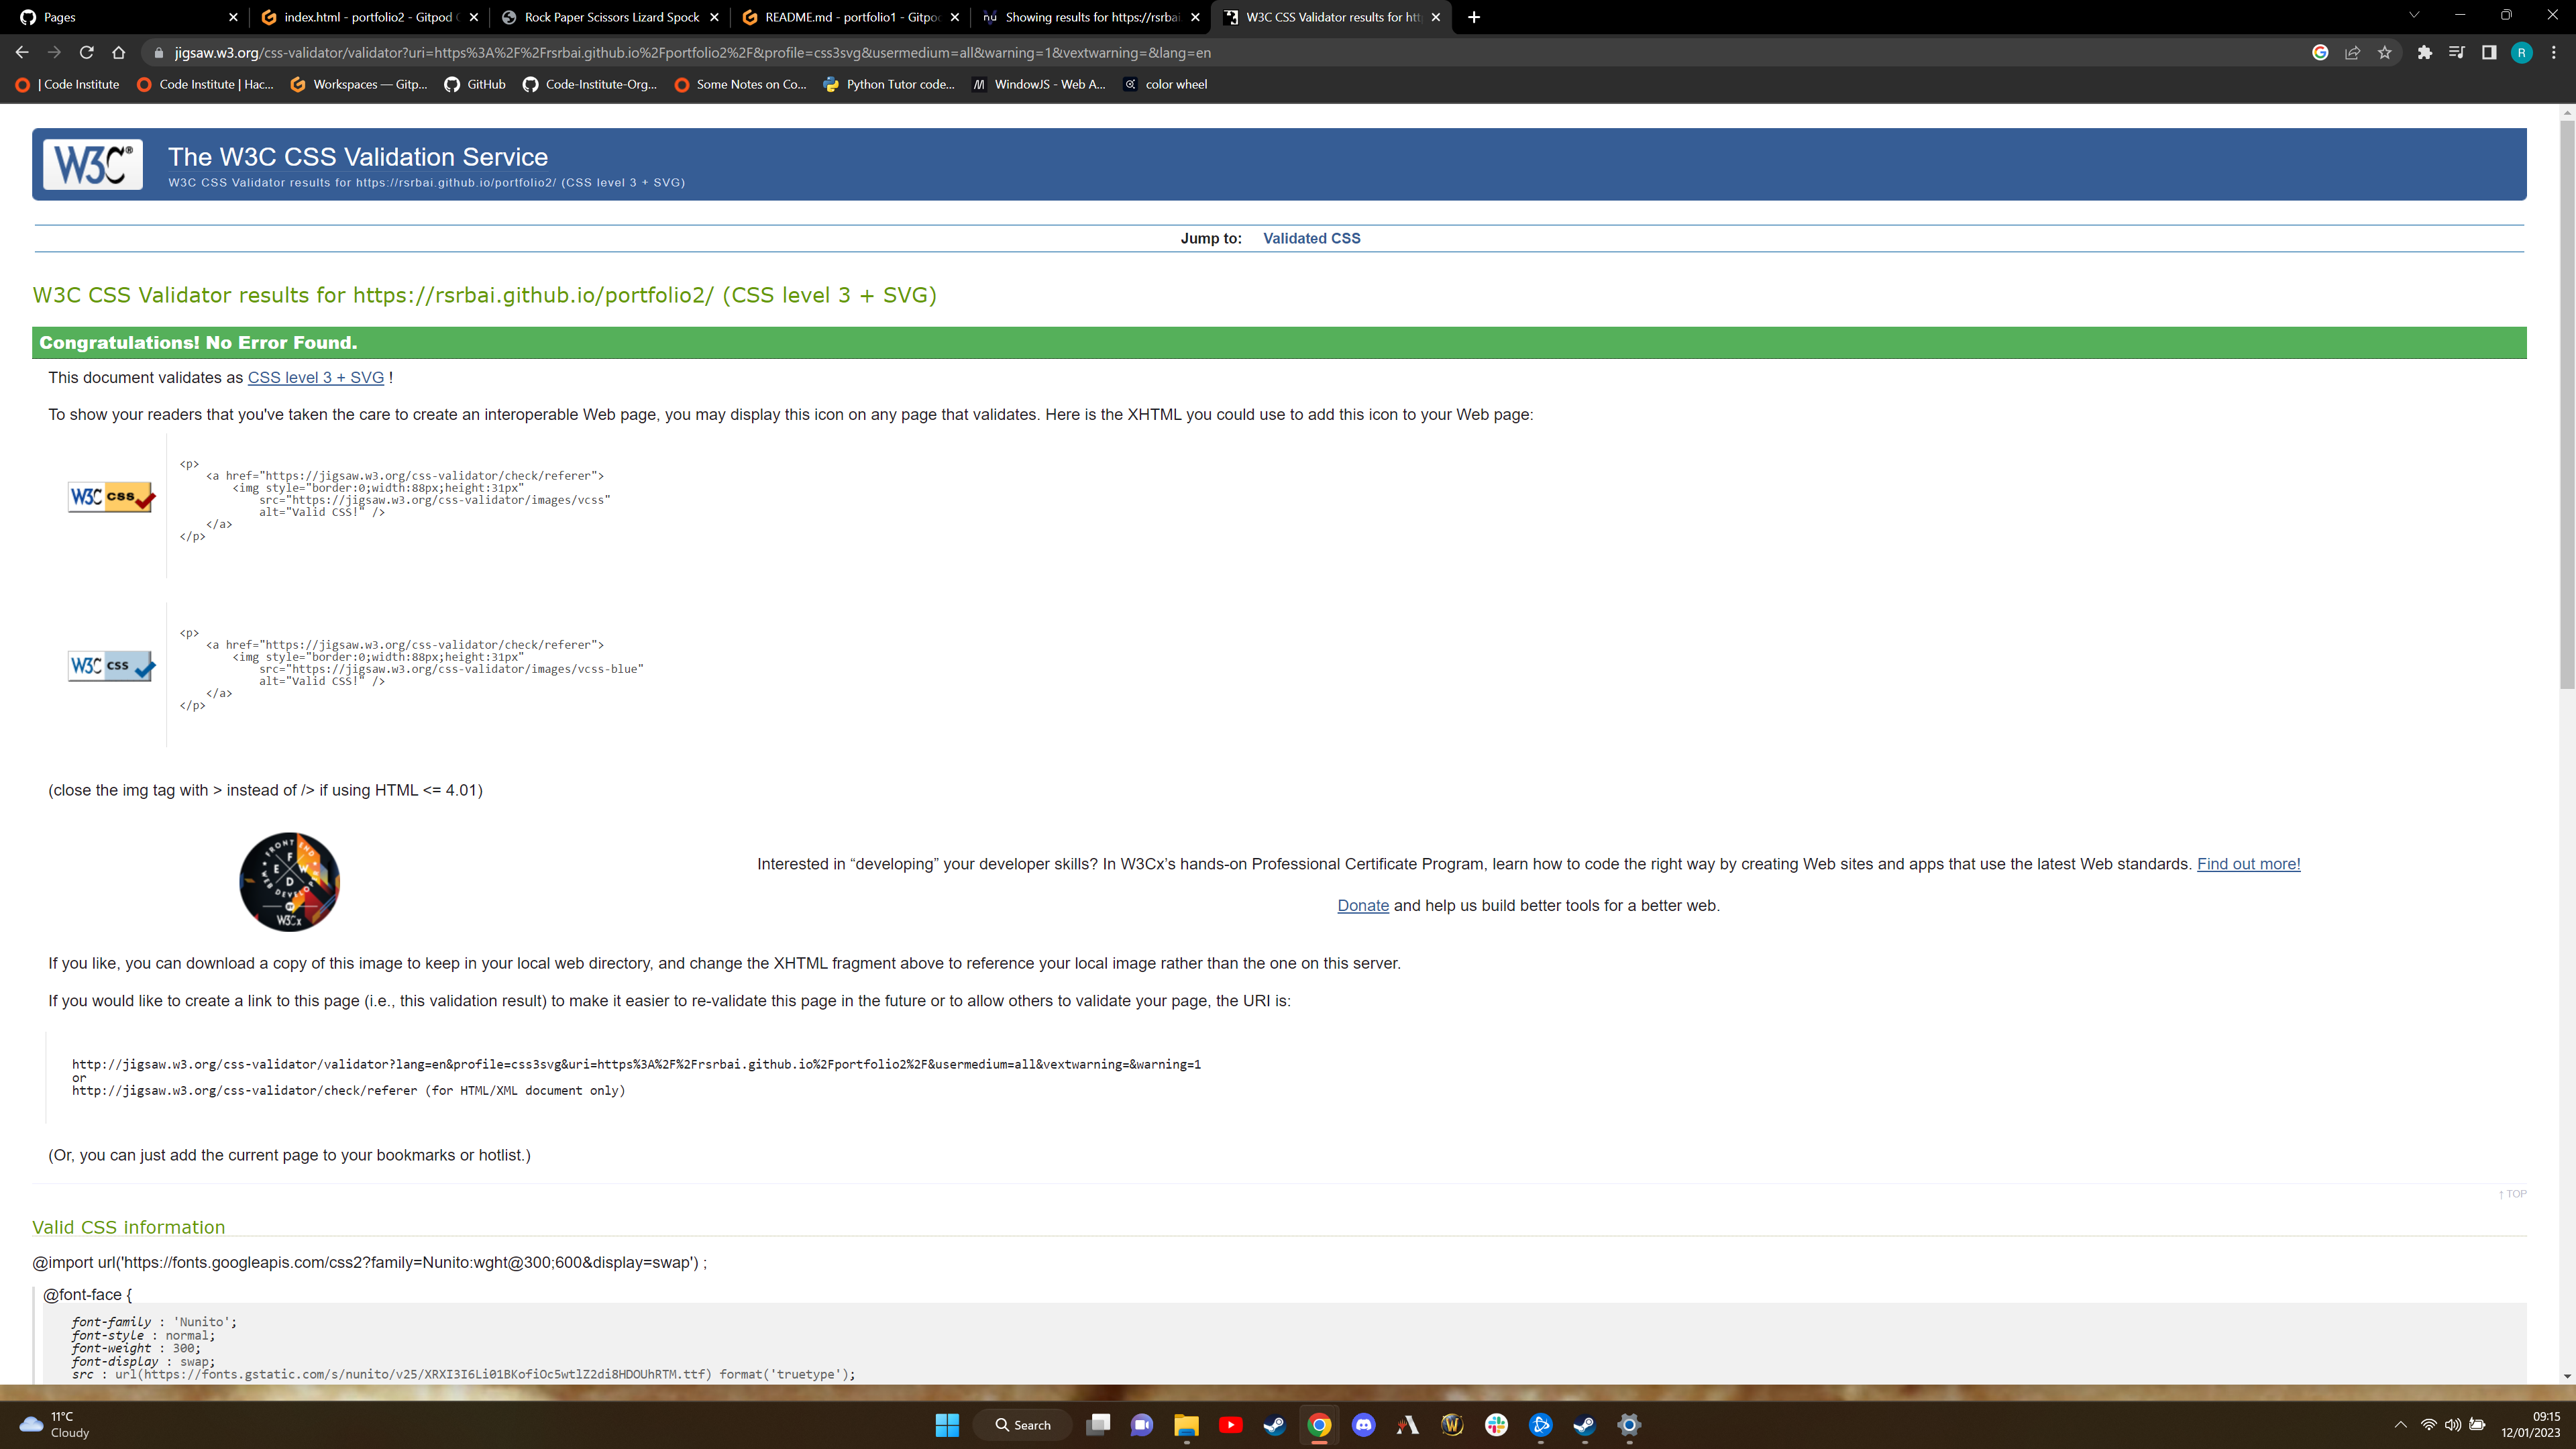 Pages
index.html - portfolio2 - Gitpod
Rock Paper Scissors Lizard Spock
README.md - portfolio1 - Gitpo
Showing results for https://rsrbai
W3C CSS Validator results for htt
jigsaw.w3.org/css-validator/validator?uri=https%3A%2F%2Frsrbai.github.io%2Fportfolio2%2F&profile=css3svg&usermedium=all&warning=1&vextwarning=&lang=en
R
| Code Institute
Code Institute | Hac...
Workspaces — Gitp...
GitHub
Code-Institute-Org...
Some Notes on Co...
Python Tutor code...
WindowJS - Web A...
color wheel
W3C®
The W3C CSS Validation Service
W3C CSS Validator results for https://rsrbai.github.io/portfolio2/ (CSS level 3 + SVG)
Jump to: Validated CSS
W3C CSS Validator results for https://rsrbai.github.io/portfolio2/ (CSS level 3 + SVG)
Congratulations! No Error Found.
This document validates as CSS level 3 + SVG !
To show your readers that you've taken the care to create an interoperable Web page, you may display this icon on any page that validates. Here is the XHTML you could use to add this icon to your Web page:
W3C css
<p>
<a href="https://jigsaw.w3.org/css-validator/check/referer">
<img style="border:0;width:88px;height:31px"
src="https://jigsaw.w3.org/css-validator/images/vcss"
alt="Valid CSS!" />
</a>
</p>
W3C css
<p>
<a href="https://jigsaw.w3.org/css-validator/check/referer">
<img style="border:0;width:88px;height:31px"
src="https://jigsaw.w3.org/css-validator/images/vcss-blue"
alt="Valid CSS!" />
</a>
</p>
(close the img tag with > instead of /> if using HTML <= 4.01)
FRONT END
F E W D
WEB DEVELOPER
BY
W3Cx
Interested in “developing” your developer skills? In W3Cx’s hands-on Professional Certificate Program, learn how to code the right way by creating Web sites and apps that use the latest Web standards. Find out more!
Donate and help us build better tools for a better web.
If you like, you can download a copy of this image to keep in your local web directory, and change the XHTML fragment above to reference your local image rather than the one on this server.
If you would like to create a link to this page (i.e., this validation result) to make it easier to re-validate this page in the future or to allow others to validate your page, the URI is:
http://jigsaw.w3.org/css-validator/validator?lang=en&profile=css3svg&uri=https%3A%2F%2Frsrbai.github.io%2Fportfolio2%2F&usermedium=all&vextwarning=&warning=1
or
http://jigsaw.w3.org/css-validator/check/referer (for HTML/XML document only)
(Or, you can just add the current page to your bookmarks or hotlist.)
↑ TOP
Valid CSS information
@import url('https://fonts.googleapis.com/css2?family=Nunito:wght@300;600&display=swap') ;
@font-face {
font-family : 'Nunito';
font-style : normal;
font-weight : 300;
font-display : swap;
src : url(https://fonts.gstatic.com/s/nunito/v25/XRXI3I6Li01BKofiOc5wtlZ2di8HDOUhRTM.ttf) format('truetype');
11°C
Cloudy
Search
09:15
12/01/2023